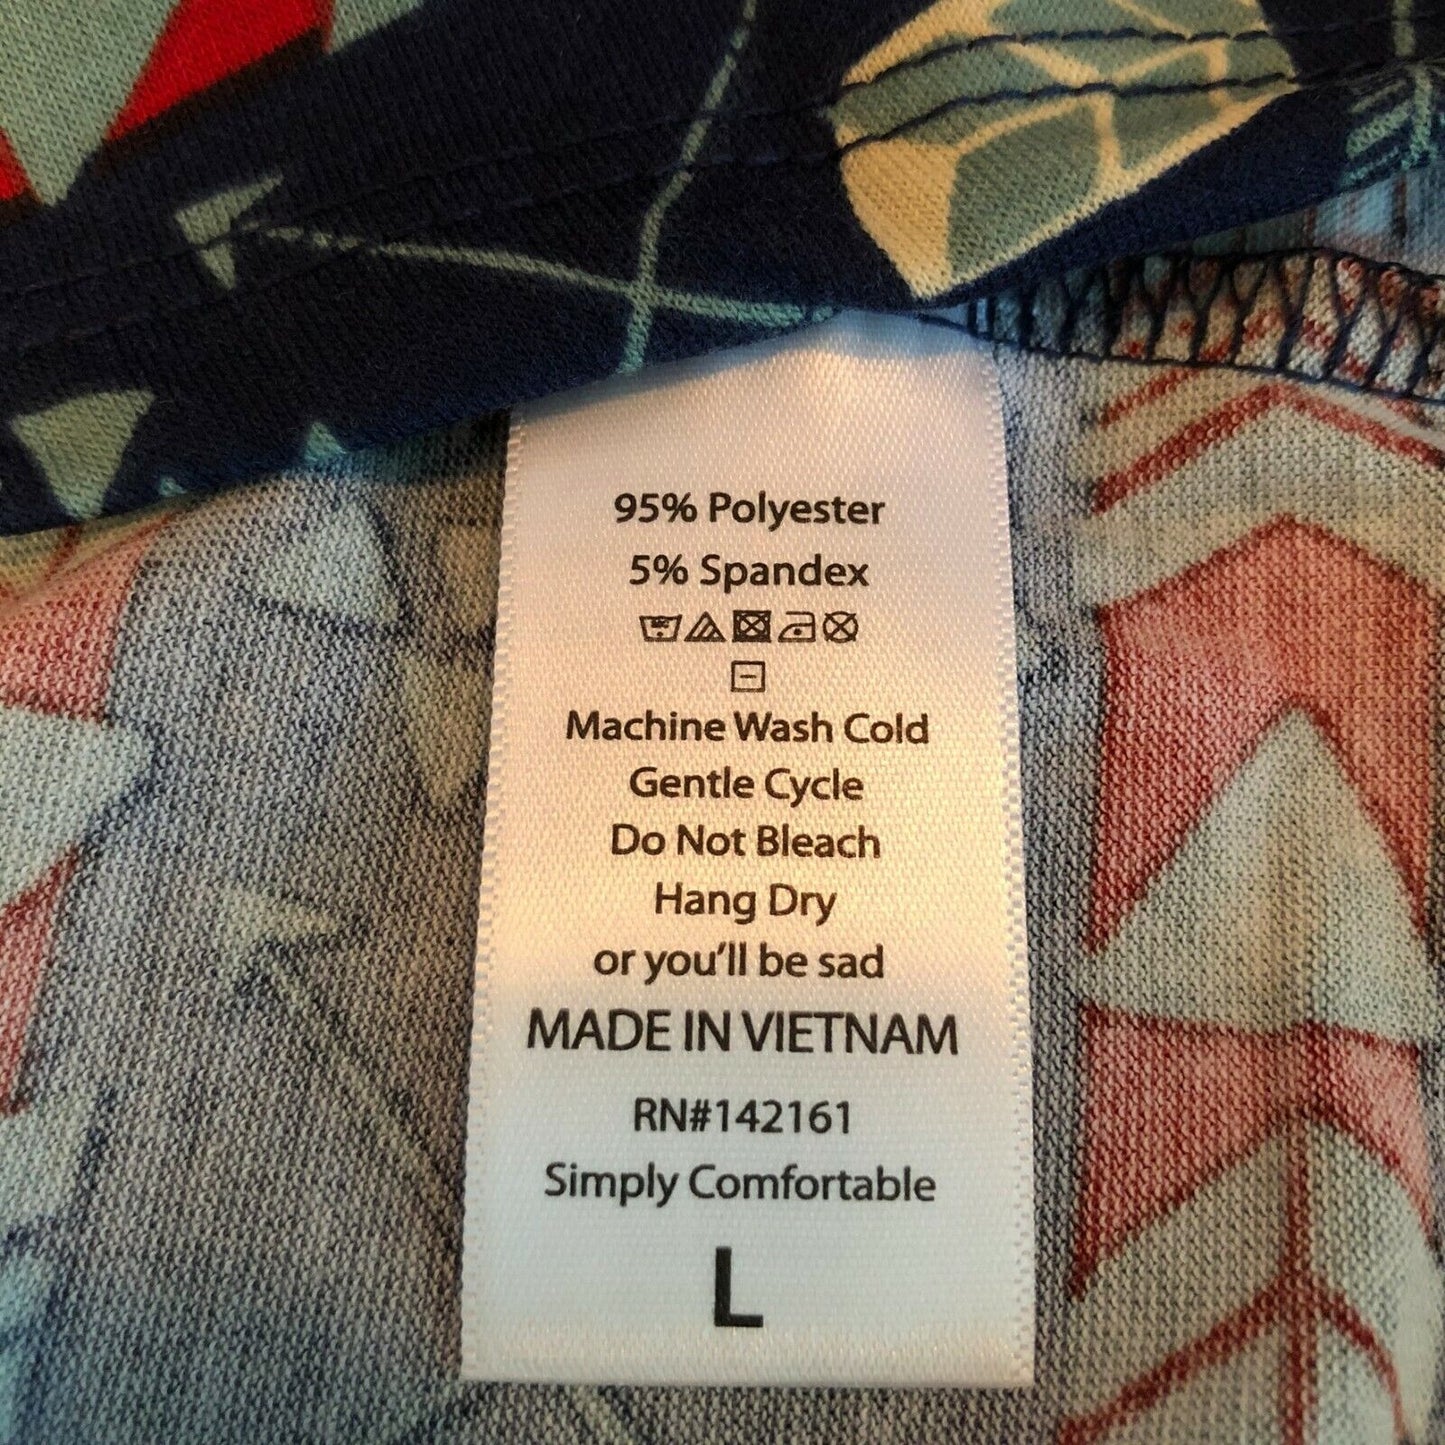 95% Polyester
5% Spandex
Machine Wash Cold
Gentle Cycle
Do Not Bleach
Hang Dry
or you'll be sad
MADE IN VIETNAM
RN#142161
Simply Comfortable
L